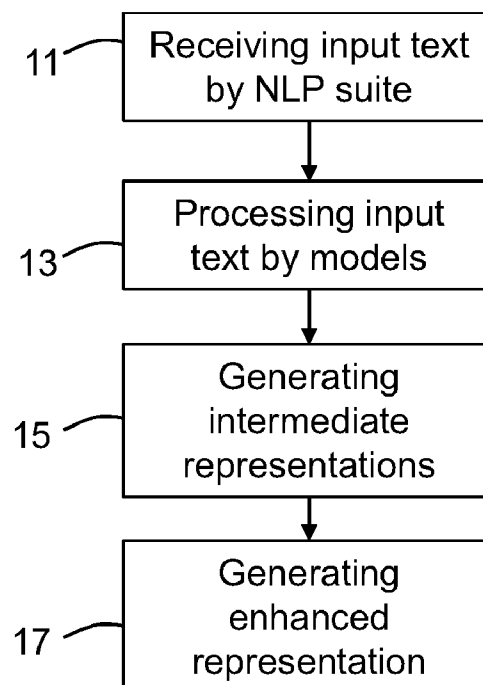 11
Receiving input text
by NLP suite
13
Processing input
text by models
15
Generating
intermediate
representations
17
Generating
enhanced
representation